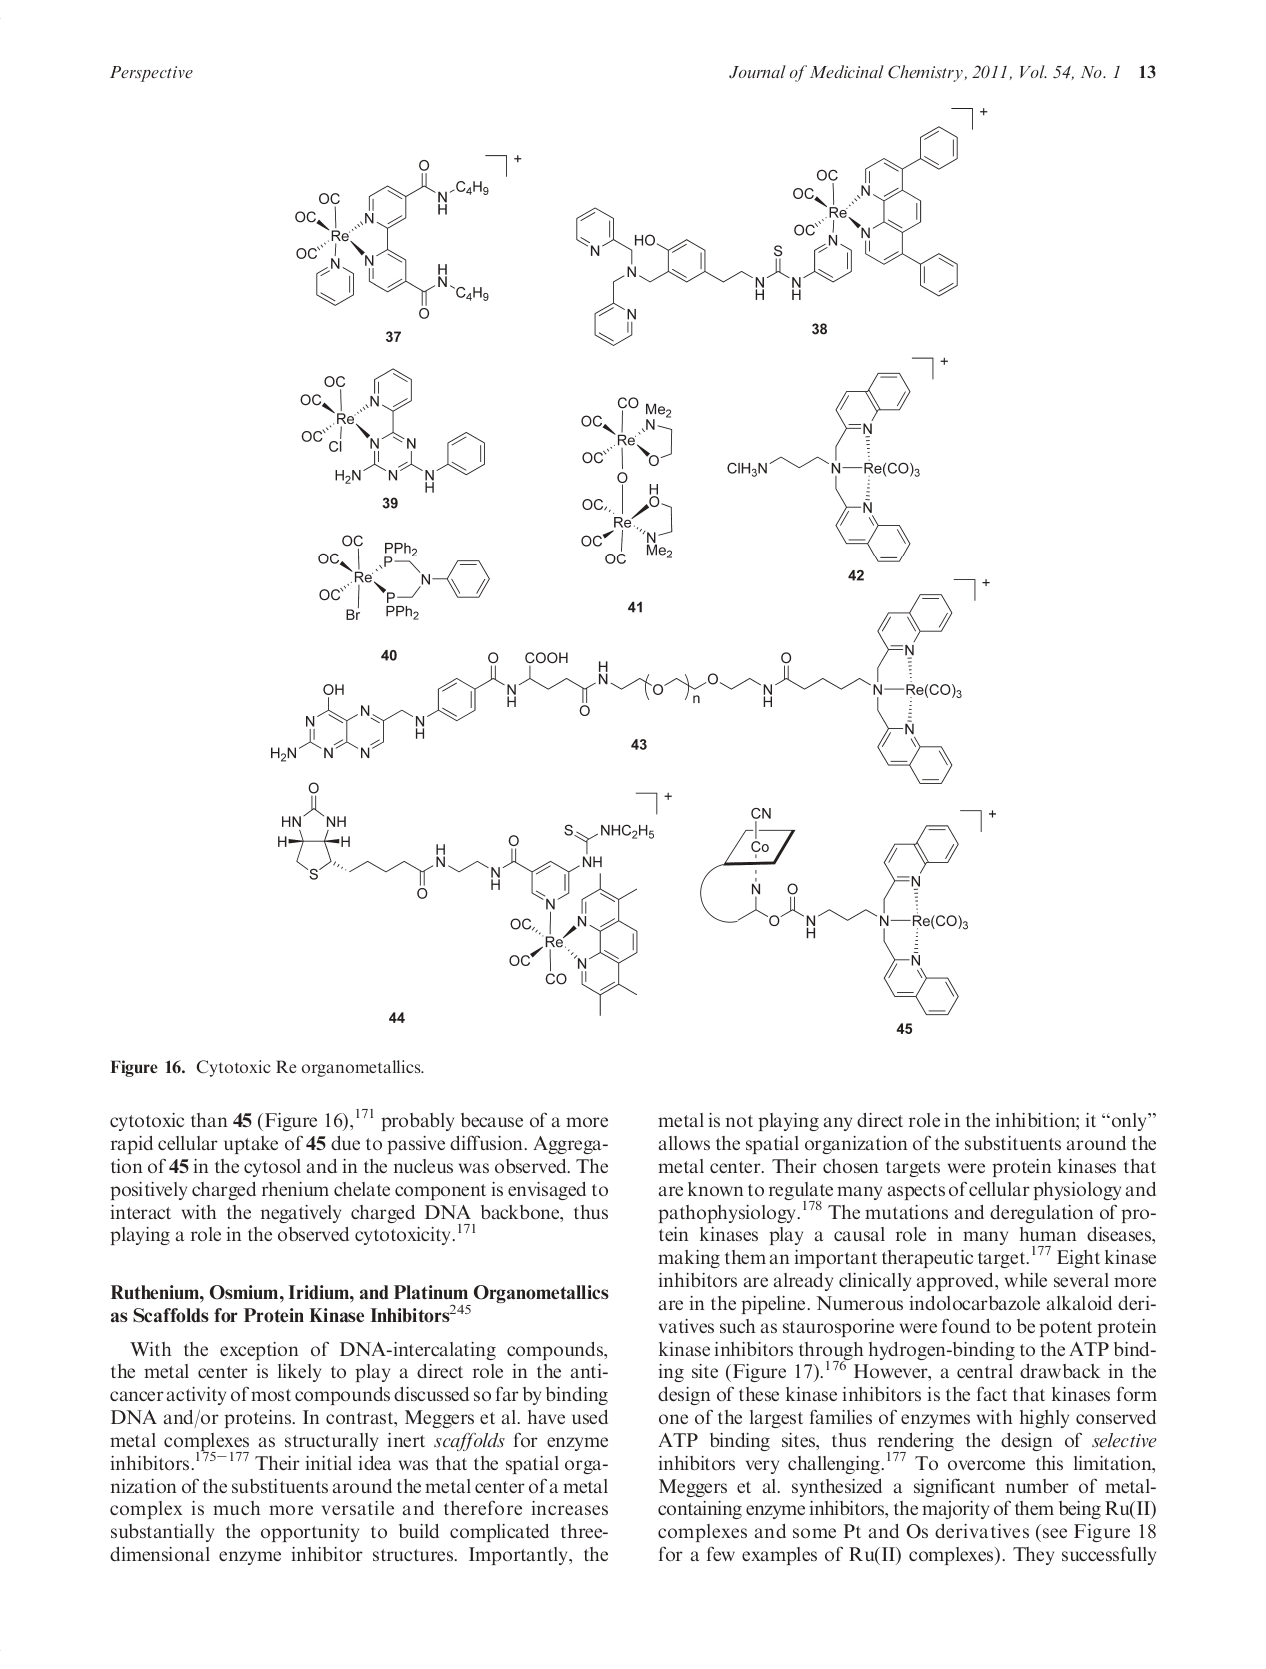 Perspective
Journal of Medicinal Chemistry, 2011, Vol. 54, No. 1 13
+
O
N
H
C4H9
OC
OC
OC
Re
N
N
N
H
N
C4H9
O
37
+
OC
OC
OC
Re
N
N
N
HO
N
N
N
S
N
H
N
H
38
OC
OC
OC
Re
Cl
N
N
N
N
H2N
N
H
39
CO
OC
OC
Re
Me2
N
O
O
H
O
OC
OC
OC
Re
N
Me2
41
+
ClH3N
N
N
N
Re(CO)3
42
OC
OC
OC
Re
Br
PPh2
P
P
PPh2
N
40
+
OH
N
N
N
N
H2N
N
H
O
N
H
COOH
O
H
N
O
n
O
N
H
O
N
N
N
Re(CO)3
43
+
O
HN
NH
H
H
S
O
H
N
N
H
O
S
NHC2H5
NH
N
OC
OC
CO
Re
N
N
44
+
CN
Co
N
O
O
N
H
N
N
N
Re(CO)3
45
Figure 16. Cytotoxic Re organometallics.
cytotoxic than 45 (Figure 16),171 probably because of a more
rapid cellular uptake of 45 due to passive diffusion. Aggrega-
tion of 45 in the cytosol and in the nucleus was observed. The
positively charged rhenium chelate component is envisaged to
interact with the negatively charged DNA backbone, thus
playing a role in the observed cytotoxicity.171
Ruthenium, Osmium, Iridium, and Platinum Organometallics
as Scaffolds for Protein Kinase Inhibitors245
With the exception of DNA-intercalating compounds,
the metal center is likely to play a direct role in the anti-
cancer activity of most compounds discussed so far by binding
DNA and/or proteins. In contrast, Meggers et al. have used
metal complexes as structurally inert scaffolds for enzyme
inhibitors.175−177 Their initial idea was that the spatial orga-
nization of the substituents around the metal center of a metal
complex is much more versatile and therefore increases
substantially the opportunity to build complicated three-
dimensional enzyme inhibitor structures. Importantly, the
metal is not playing any direct role in the inhibition; it “only”
allows the spatial organization of the substituents around the
metal center. Their chosen targets were protein kinases that
are known to regulate many aspects of cellular physiology and
pathophysiology.178 The mutations and deregulation of pro-
tein kinases play a causal role in many human diseases,
making them an important therapeutic target.177 Eight kinase
inhibitors are already clinically approved, while several more
are in the pipeline. Numerous indolocarbazole alkaloid deri-
vatives such as staurosporine were found to be potent protein
kinase inhibitors through hydrogen-binding to the ATP bind-
ing site (Figure 17).176 However, a central drawback in the
design of these kinase inhibitors is the fact that kinases form
one of the largest families of enzymes with highly conserved
ATP binding sites, thus rendering the design of selective
inhibitors very challenging.177 To overcome this limitation,
Meggers et al. synthesized a significant number of metal-
containing enzyme inhibitors, the majority of them being Ru(II)
complexes and some Pt and Os derivatives (see Figure 18
for a few examples of Ru(II) complexes). They successfully